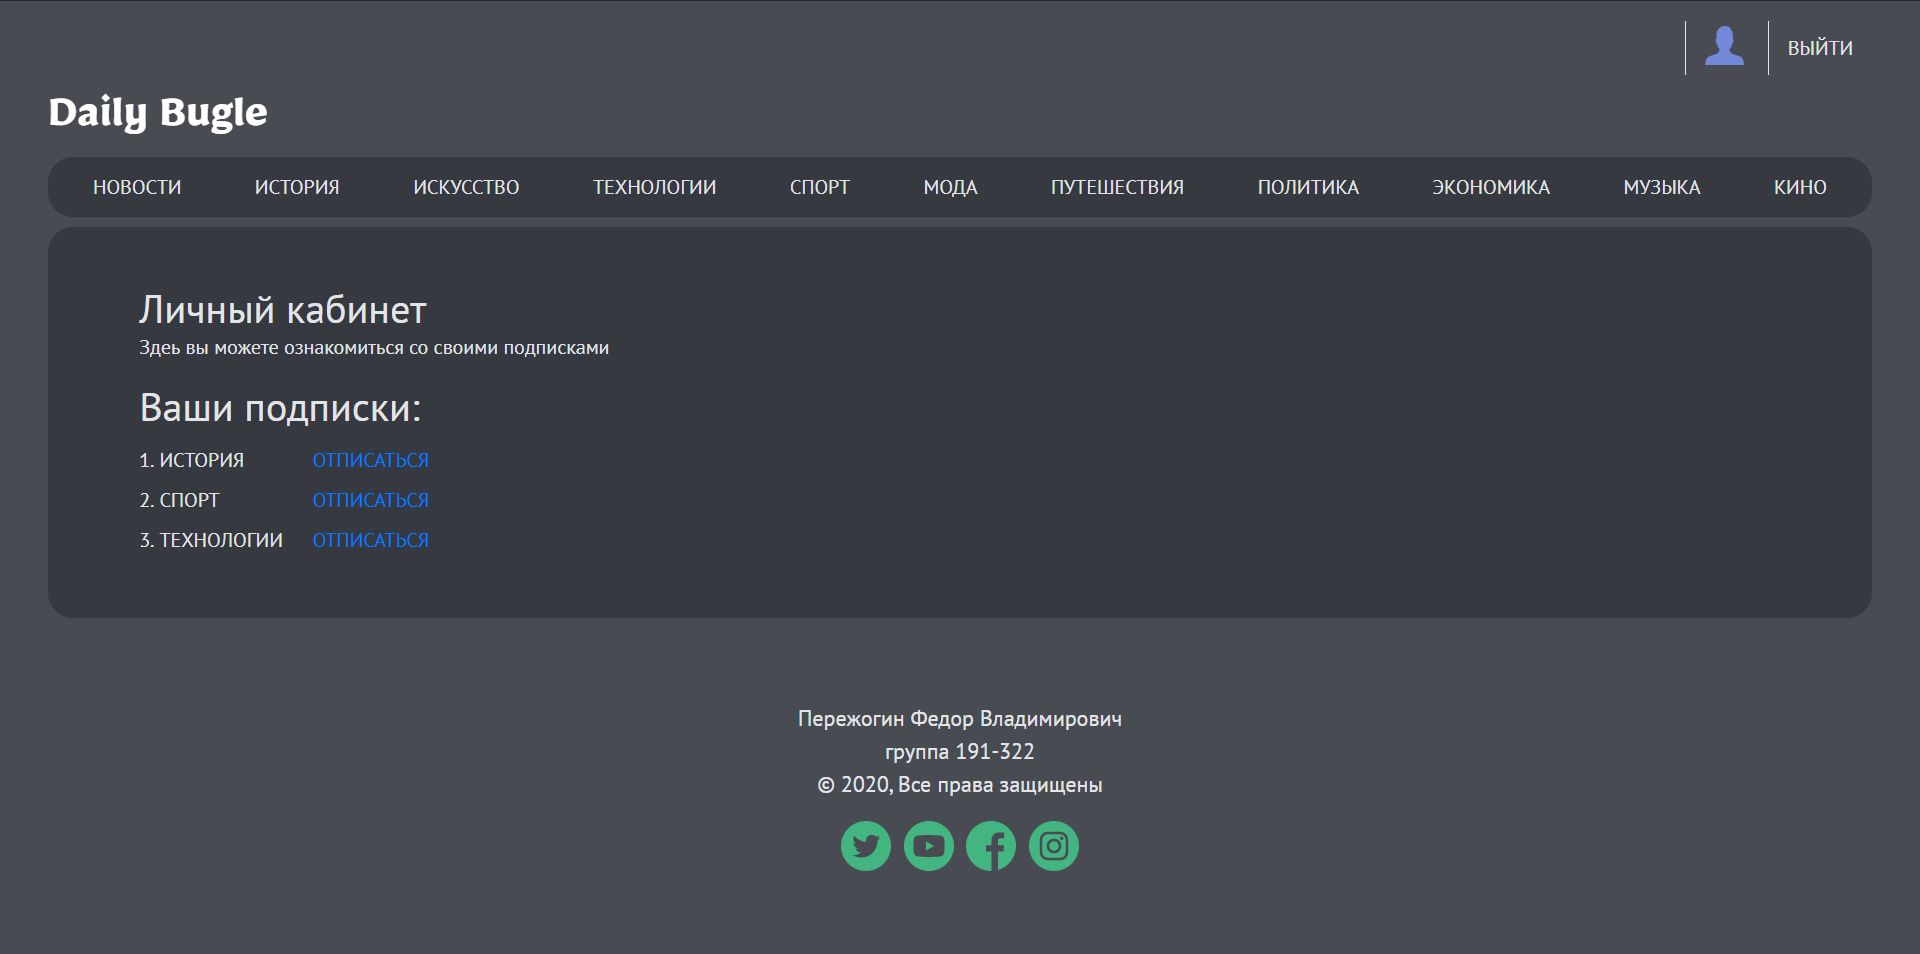 ВЫЙТИ
Daily Bugle
НОВОСТИ ИСТОРИЯ ИСКУССТВО ТЕХНОЛОГИИ СПОРТ МОДА ПУТЕШЕСТВИЯ ПОЛИТИКА ЭКОНОМИКА МУЗЫКА КИНО
Личный кабинет
Здеь вы можете ознакомиться со своими подписками
Ваши подписки:
1. ИСТОРИЯ ОТПИСАТЬСЯ
2. СПОРТ ОТПИСАТЬСЯ
3. ТЕХНОЛОГИИ ОТПИСАТЬСЯ
Пережогин Федор Владимирович
группа 191-322
© 2020, Все права защищены